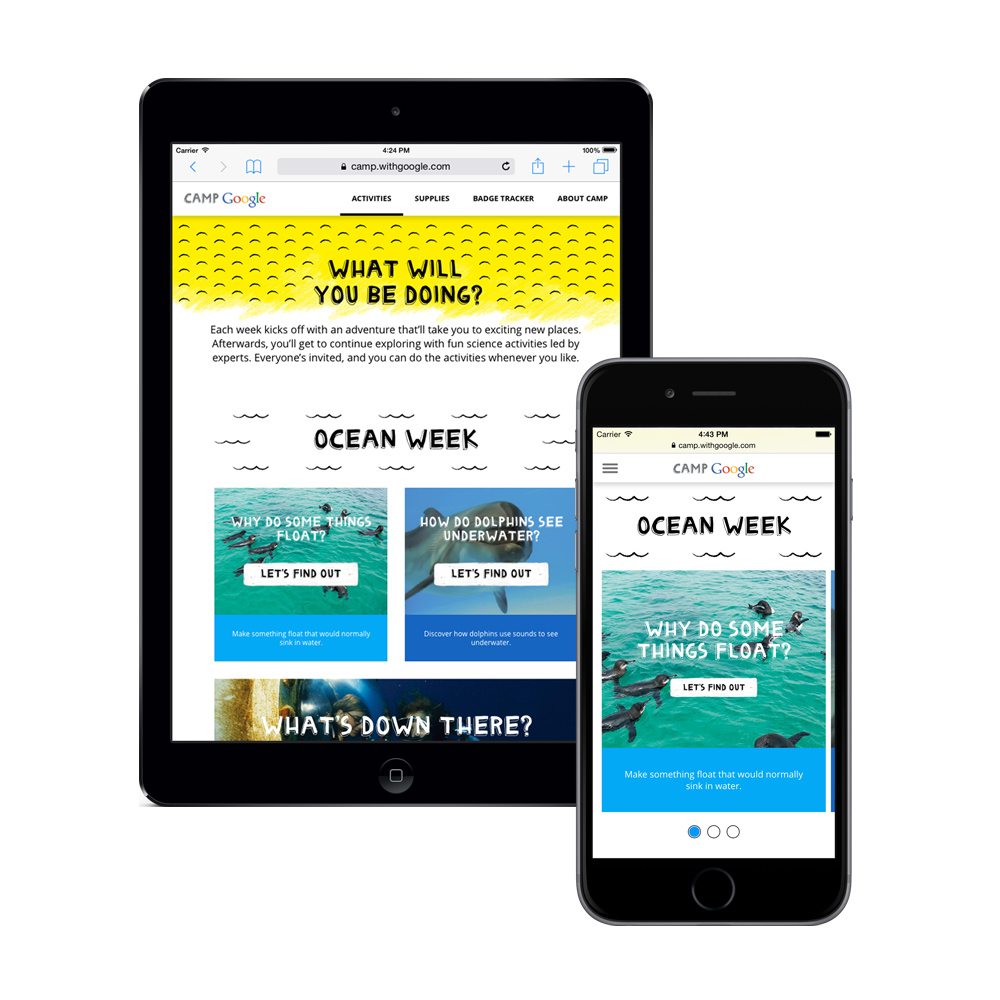 Carrier 4:24 PM 100%
camp.withgoogle.com
CAMP Google ACTIVITIES SUPPLIES BADGE TRACKER ABOUT CAMP
WHAT WILL
YOU BE DOING?
Each week kicks off with an adventure that'll take you to exciting new places.
Afterwards, you'll get to continue exploring with fun science activities led by
experts. Everyone's invited, and you can do the activities whenever you like.
OCEAN WEEK
WHY DO SOME THINGS
FLOAT?
LET'S FIND OUT
Make something float that would normally
sink in water.
HOW DO DOLPHINS SEE
UNDERWATER?
LET'S FIND OUT
Discover how dolphins use sounds to see
underwater.
WHAT'S DOWN THERE?
Carrier 4:43 PM
camp.withgoogle.com
CAMP Google
OCEAN WEEK
WHY DO SOME
THINGS FLOAT?
LET'S FIND OUT
Make something float that would normally
sink in water.